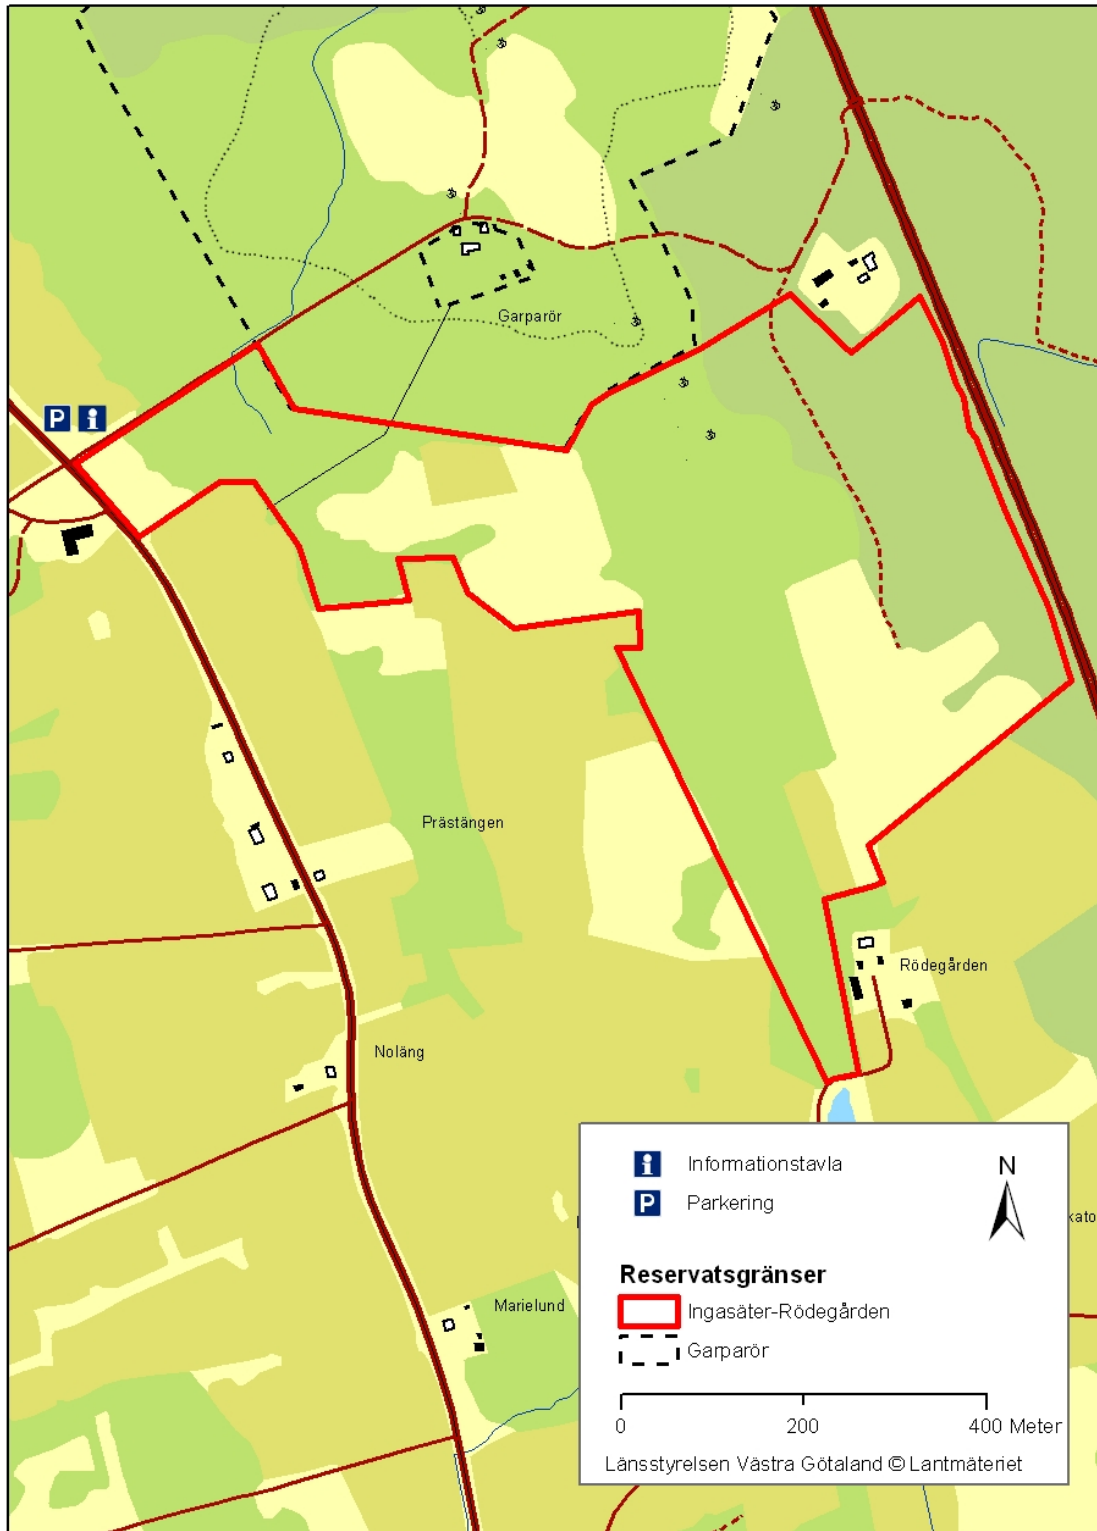 Garparör
P i
Prästängen
Rödegården
Noläng
Marielund
i Informationstavla
P Parkering
N
Reservatsgränser
Ingasäter-Rödegården
Garparör
0 200 400 Meter
Länsstyrelsen Västra Götaland © Lantmäteriet
kato